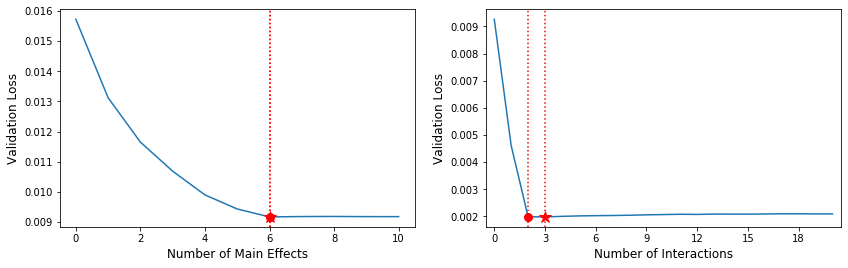 0.016
0.015
0.014
0.013
0.012
0.011
0.010
0.009
Validation Loss
0 2 4 6 8 10
Number of Main Effects
0.009
0.008
0.007
0.006
0.005
0.004
0.003
0.002
Validation Loss
0 3 6 9 12 15 18
Number of Interactions